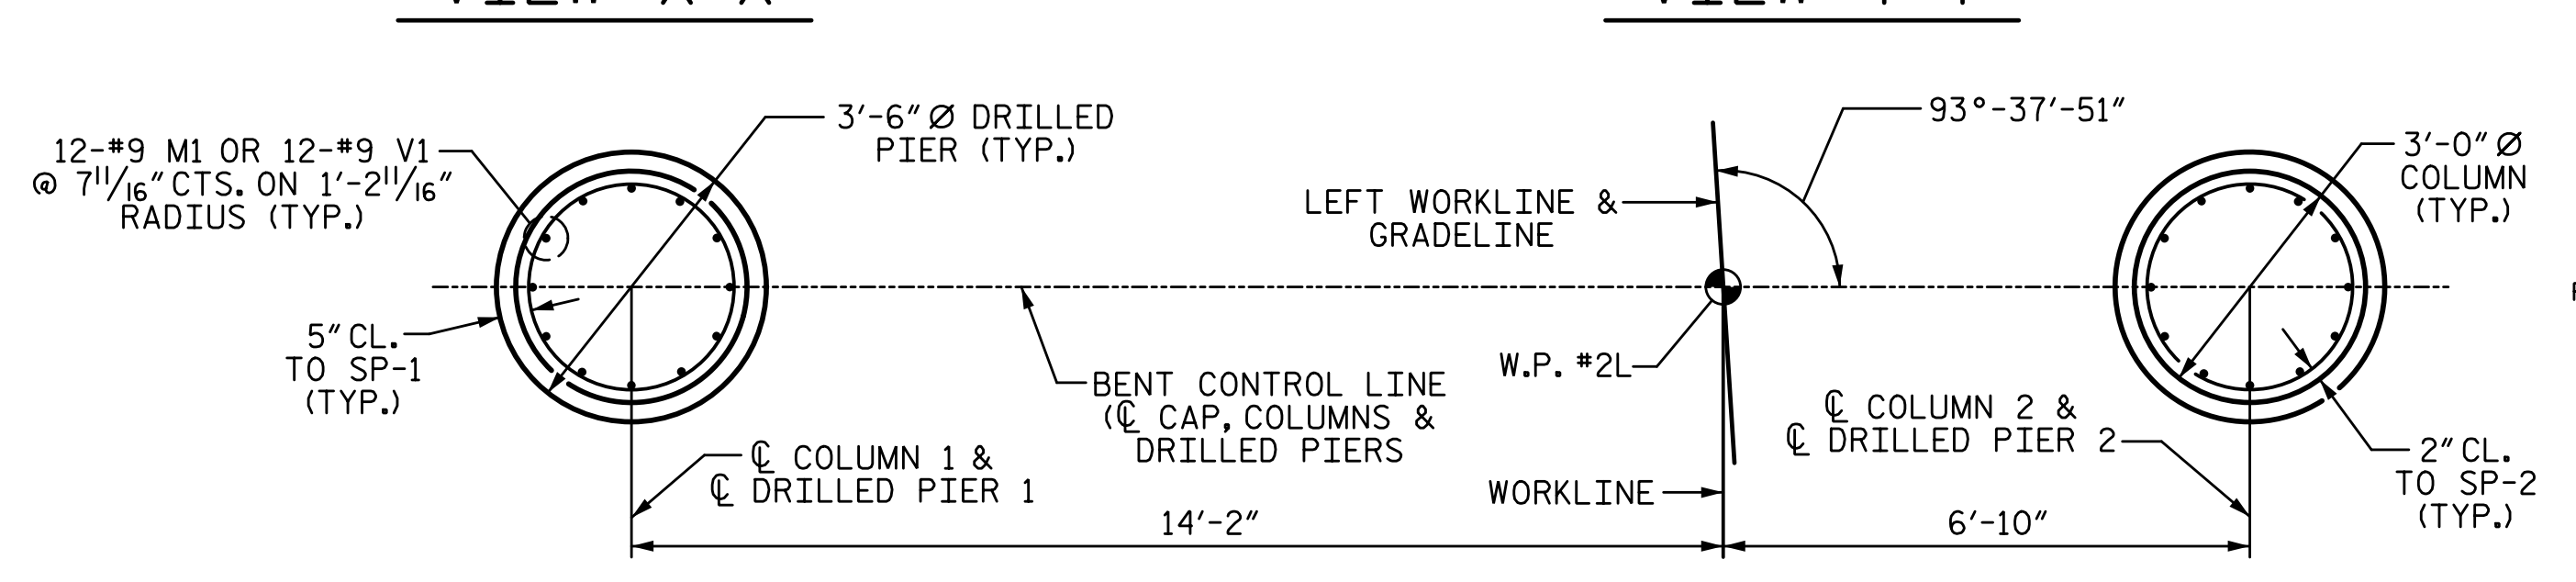 12-#9 M1 OR 12-#9 V1
@ 7 11/16" CTS. ON 1'-2 11/16"
RADIUS (TYP.)
3'-6" Ø DRILLED
PIER (TYP.)
5" CL.
TO SP-1
(TYP.)
℄ COLUMN 1 &
℄ DRILLED PIER 1
BENT CONTROL LINE
(℄ CAP, COLUMNS &
DRILLED PIERS
14'-2"
LEFT WORKLINE &
GRADELINE
93°-37'-51"
W.P. #2L
WORKLINE
℄ COLUMN 2 &
℄ DRILLED PIER 2
6'-10"
3'-0" Ø
COLUMN
(TYP.)
2" CL.
TO SP-2
(TYP.)